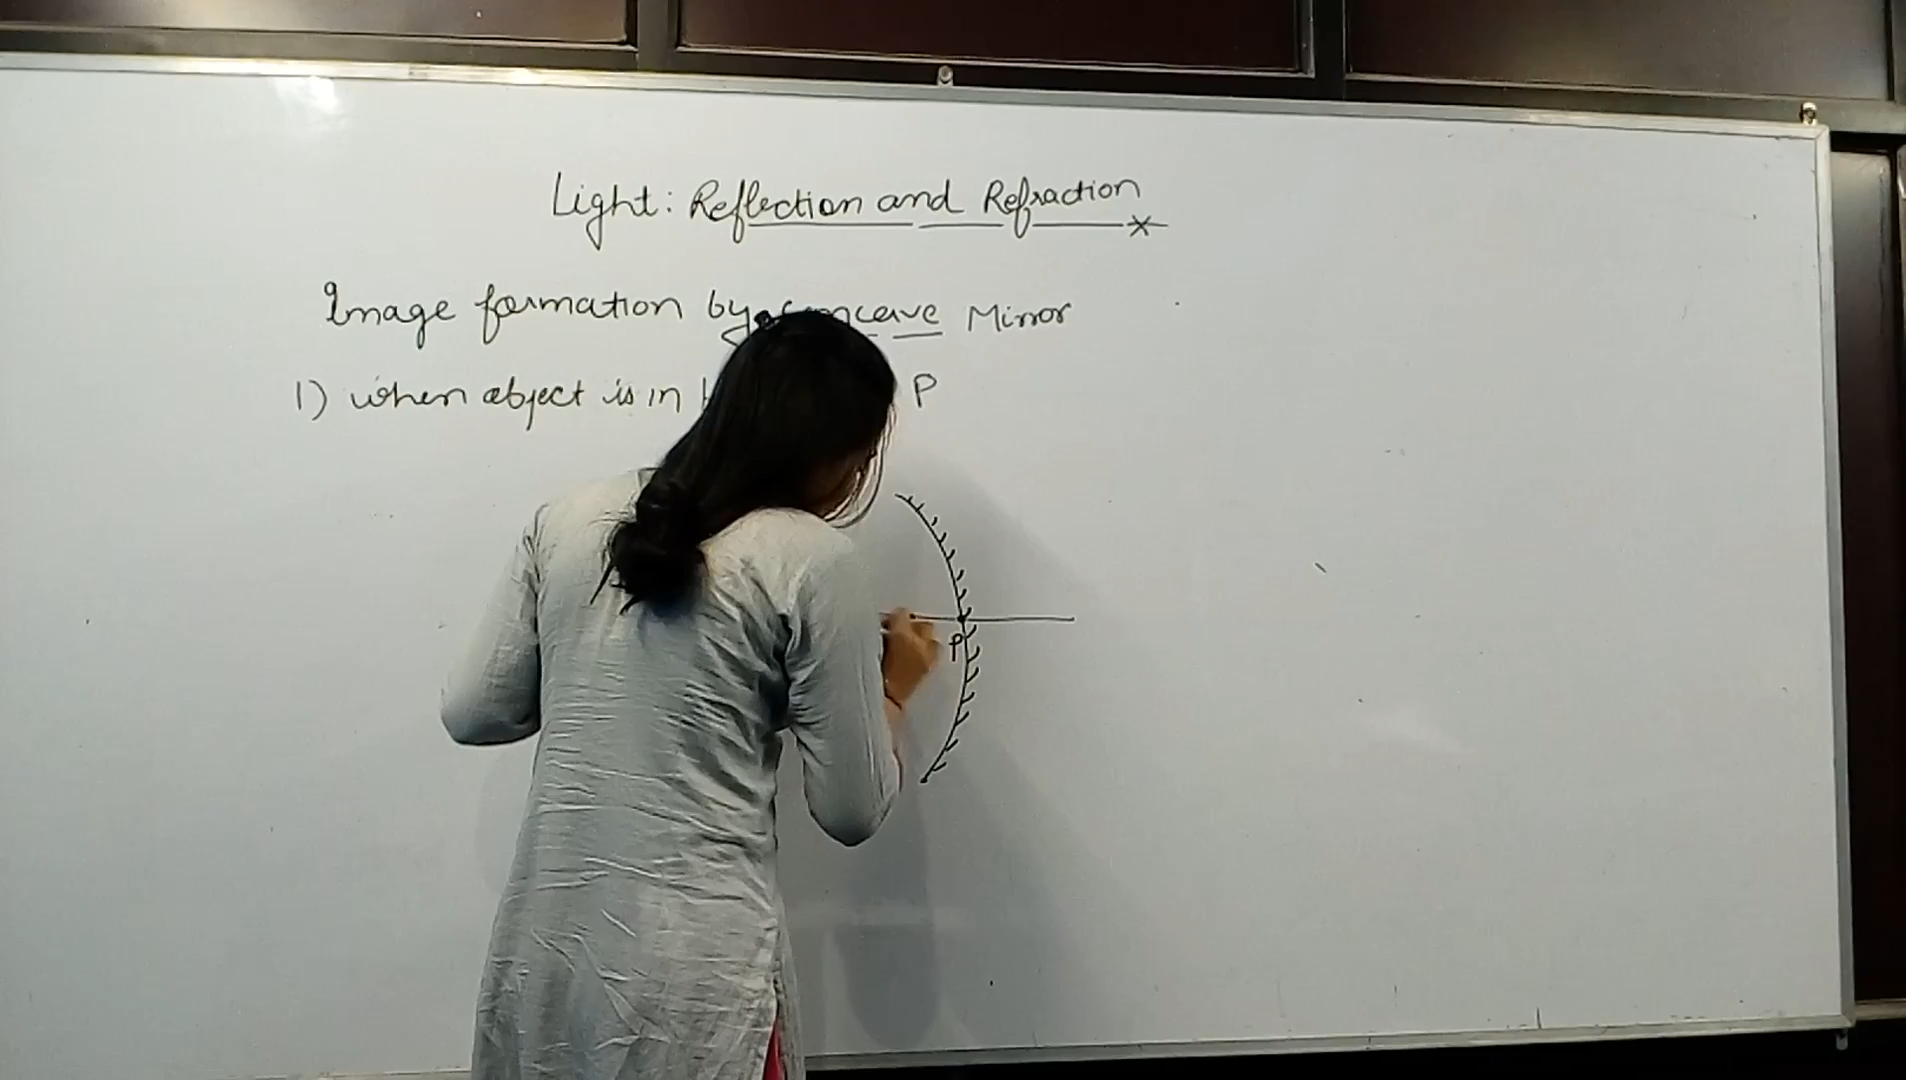 Light: Reflection and Refraction
Image formation by concave Mirror
1) when object is in P
P